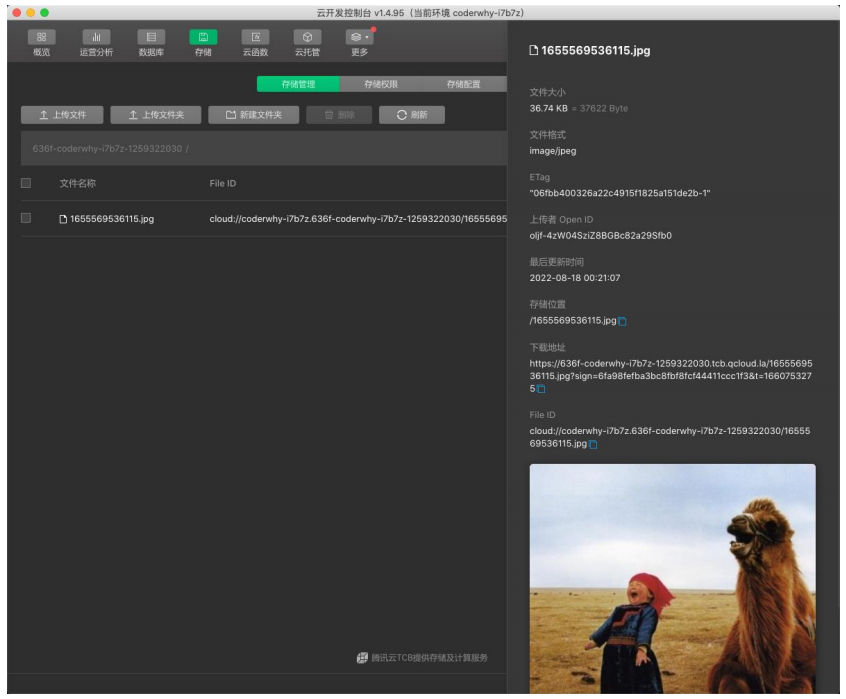 云开发控制台 v1.4.95（当前环境 coderwhy-i7b7z）
概览 运营分析 数据库 存储 云函数 云托管 更多
存储管理 存储权限 存储配置
上传文件 上传文件夹 新建文件夹 删除 刷新
636f-coderwhy-i7b7z-1259322030 /
文件名称 File ID
1655569536115.jpg cloud://coderwhy-i7b7z.636f-coderwhy-i7b7z-1259322030/16555695
腾讯云TCB提供存储及计算服务
1655569536115.jpg
文件大小
36.74 KB = 37622 Byte
文件格式
image/jpeg
ETag
"06fbb400326a22c4915f1825a151de2b-1"
上传者 Open ID
oljf-4zW04SziZ8BGBc82a29Sfb0
最后更新时间
2022-08-18 00:21:07
存储位置
/1655569536115.jpg
下载地址
https://636f-coderwhy-i7b7z-1259322030.tcb.qcloud.la/16555695
36115.jpg?sign=6fa98fefba3bc8fbf8fcf44411ccc1f3&t=166075327
5
File ID
cloud://coderwhy-i7b7z.636f-coderwhy-i7b7z-1259322030/16555
69536115.jpg